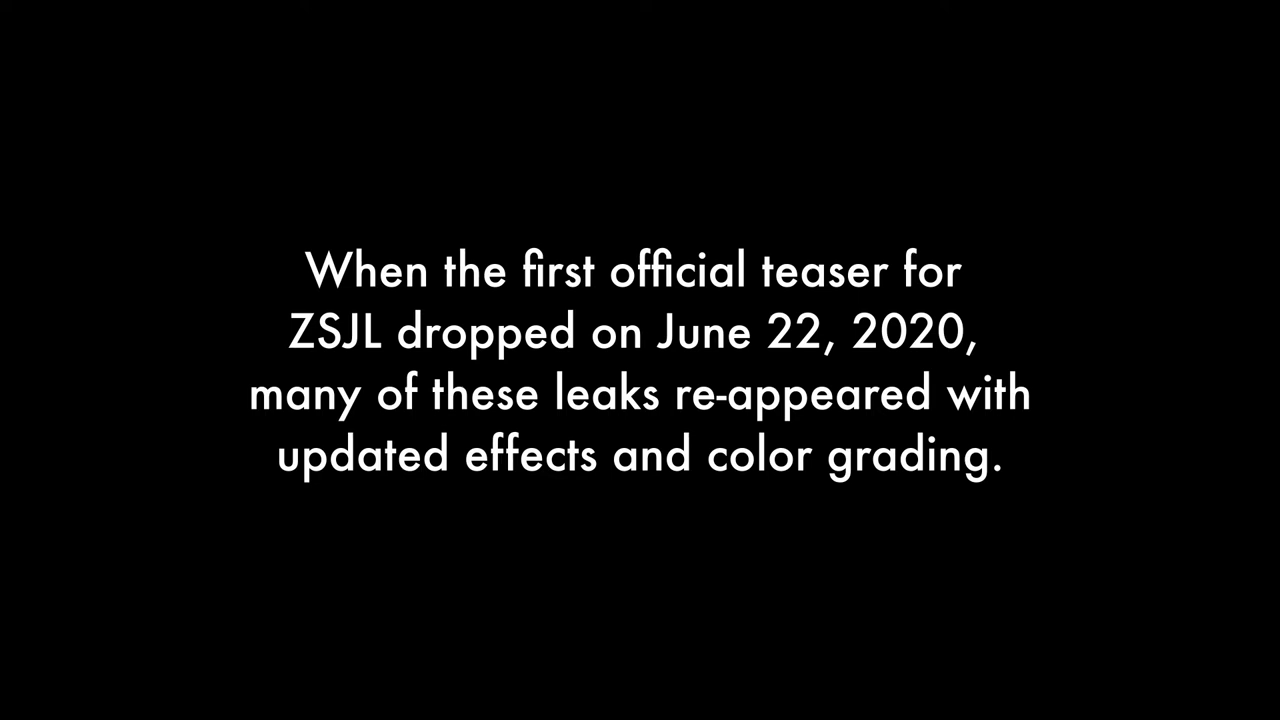 When the first official teaser for
ZSJL dropped on June 22, 2020,
many of these leaks re-appeared with
updated effects and color grading.